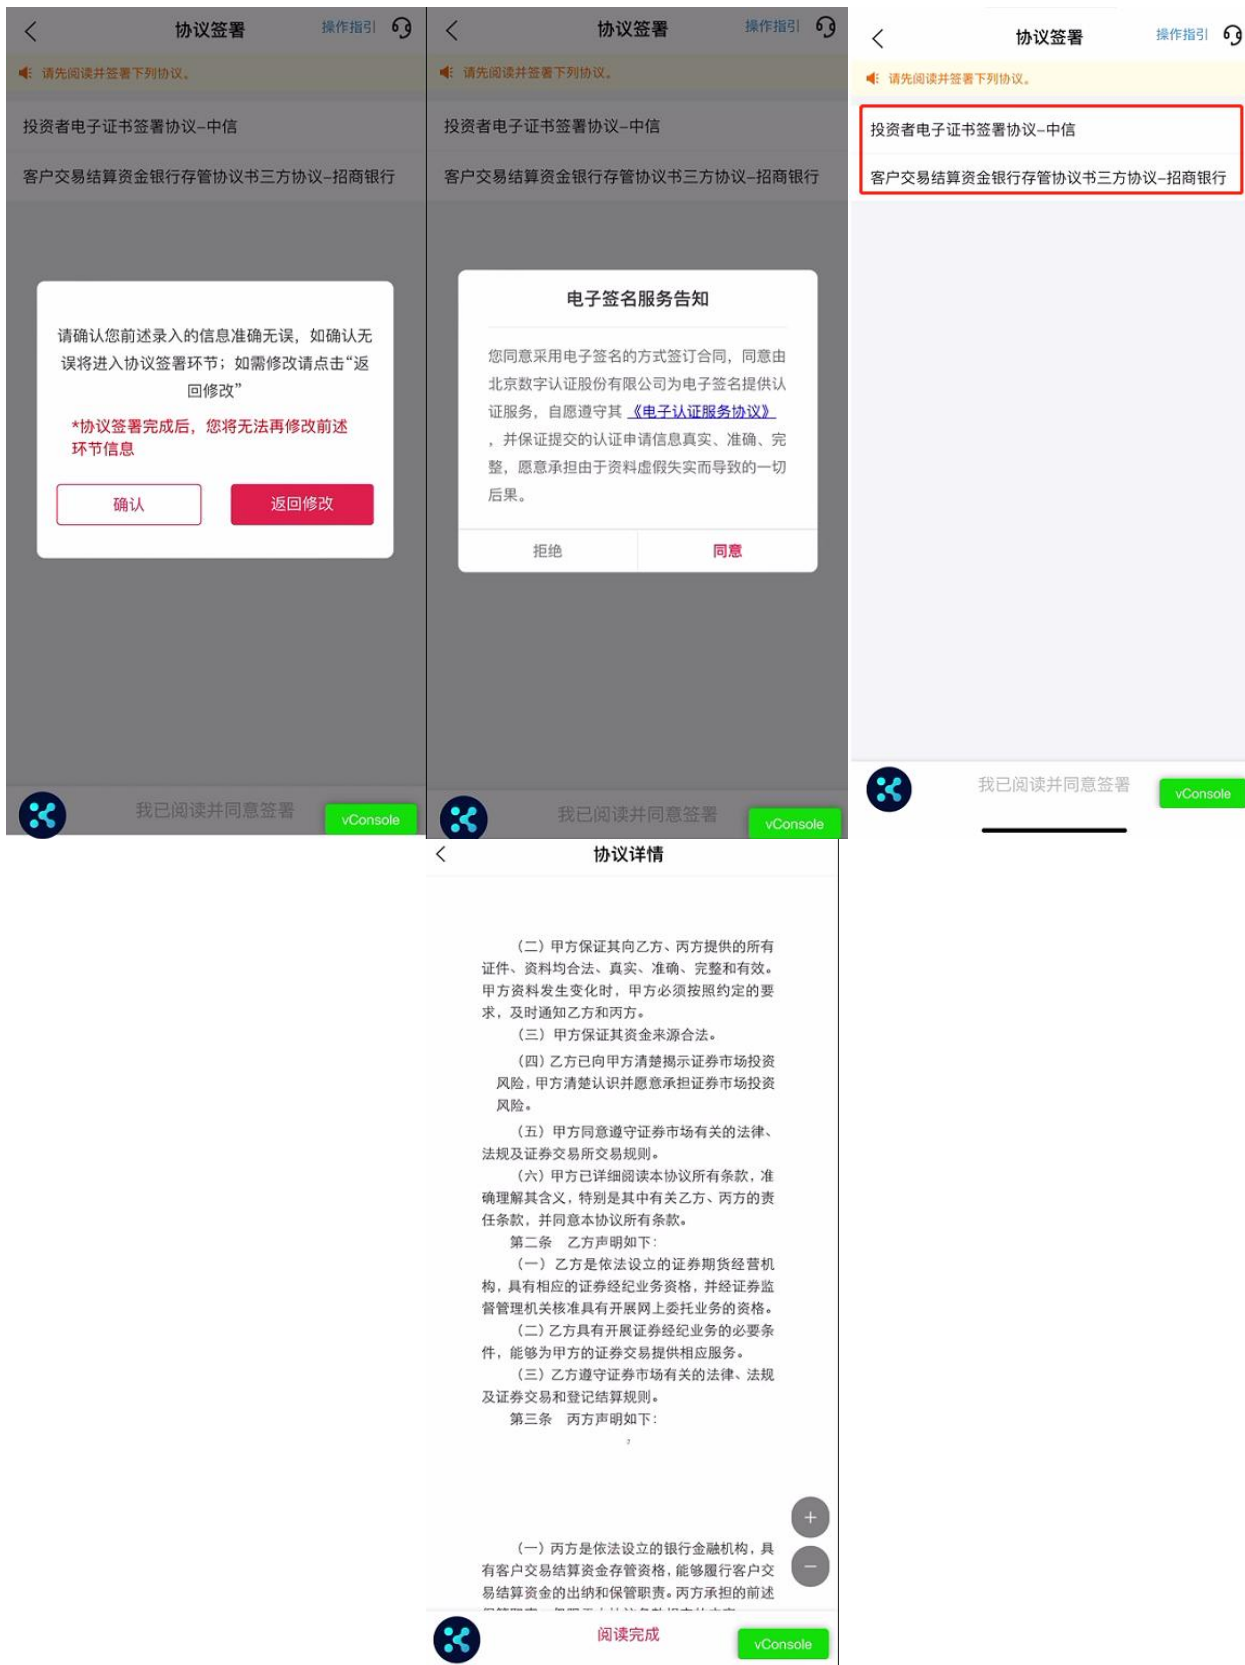 协议签署
操作指引
请先阅读并签署下列协议。
投资者电子证书签署协议–中信
客户交易结算资金银行存管协议书三方协议–招商银行
请确认您前述录入的信息准确无误，如确认无
误将进入协议签署环节；如需修改请点击“返
回修改”
*协议签署完成后，您将无法再修改前述
环节信息
确认
返回修改
我已阅读并同意签署
vConsole
协议签署
操作指引
请先阅读并签署下列协议。
投资者电子证书签署协议–中信
客户交易结算资金银行存管协议书三方协议–招商银行
电子签名服务告知
您同意采用电子签名的方式签订合同，同意由
北京数字认证股份有限公司为电子签名提供认
证服务，自愿遵守其《电子认证服务协议》
，并保证提交的认证申请信息真实、准确、完
整，愿意承担由于资料虚假失实而导致的一切
后果。
拒绝
同意
我已阅读并同意签署
vConsole
协议签署
操作指引
请先阅读并签署下列协议。
投资者电子证书签署协议–中信
客户交易结算资金银行存管协议书三方协议–招商银行
我已阅读并同意签署
vConsole
协议详情
（二）甲方保证其向乙方、丙方提供的所有
证件、资料均合法、真实、准确、完整和有效。
甲方资料发生变化时，甲方必须按照约定的要
求，及时通知乙方和丙方。
（三）甲方保证其资金来源合法。
（四）乙方已向甲方清楚揭示证券市场投资
风险，甲方清楚认识并愿意承担证券市场投资
风险。
（五）甲方同意遵守证券市场有关的法律、
法规及证券交易所交易规则。
（六）甲方已详细阅读本协议所有条款，准
确理解其含义，特别是其中有关乙方、丙方的责
任条款，并同意本协议所有条款。
第二条 乙方声明如下：
（一）乙方是依法设立的证券期货经营机
构，具有相应的证券经纪业务资格，并经证券监
督管理机关核准具有开展网上委托业务的资格。
（二）乙方具有开展证券经纪业务的必要条
件，能够为甲方的证券交易提供相应服务。
（三）乙方遵守证券市场有关的法律、法规
及证券交易和登记结算规则。
第三条 丙方声明如下：
（一）丙方是依法设立的银行金融机构，具
有客户交易结算资金存管资格，能够履行客户交
易结算资金的出纳和保管职责。丙方承担的前述
阅读完成
vConsole